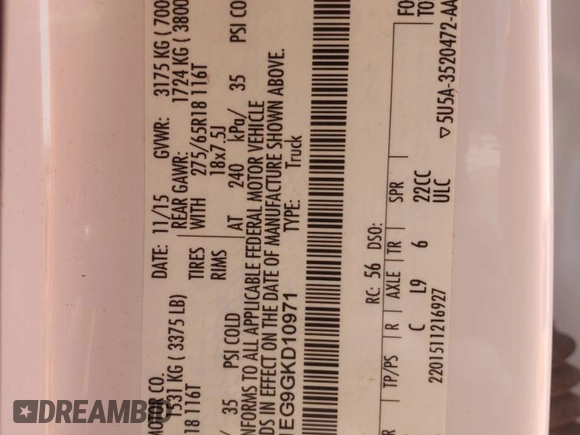 MOTOR CO.
DATE: 11/15 GVWR: 3175 KG ( 700
1531 KG ( 3375 LB) REAR GAWR: 1724 KG ( 3800
18 116T TIRES WITH 275/65R18 116T
RIMS 18x7.5J
/ 35 PSI COLD AT 240 kPa/ 35 PSI COL
NFORMS TO ALL APPLICABLE FEDERAL MOTOR VEHICLE
DS IN EFFECT ON THE DATE OF MANUFACTURE SHOWN ABOVE.
EG9GKD10971 TYPE: Truck
RC: 56 DSO: FO
TO
R TP/PS R AXLE TR SPR
C L9 6 22CC
ULC
2201511216927 ▽5U5A-3520472-AA
DREAMB